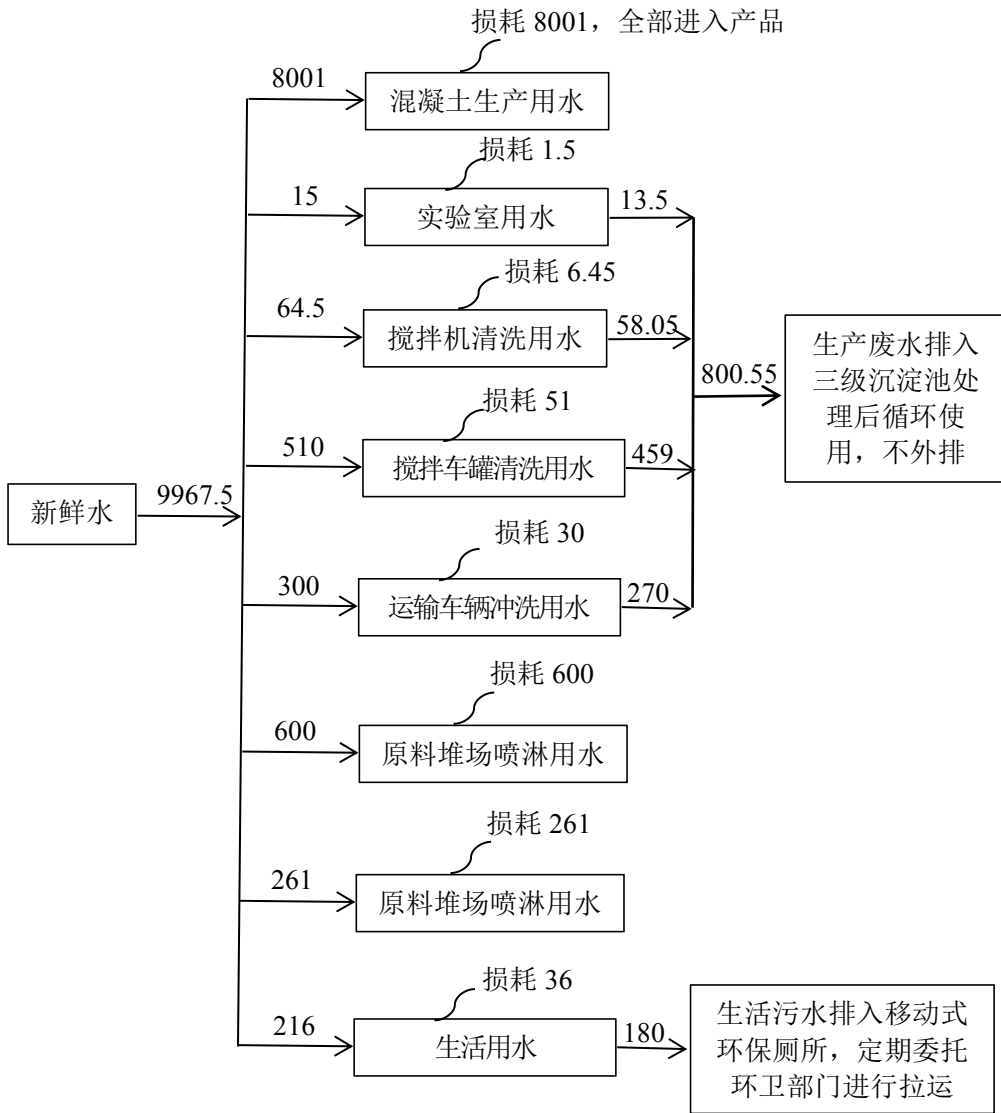 损耗 8001，全部进入产品
8001
混凝土生产用水
损耗 1.5
15
实验室用水
13.5
损耗 6.45
64.5
搅拌机清洗用水
58.05
生产废水排入
三级沉淀池处
理后循环使
用，不外排
800.55
损耗 51
510
搅拌车罐清洗用水
459
新鲜水
9967.5
损耗 30
300
运输车辆冲洗用水
270
损耗 600
600
原料堆场喷淋用水
损耗 261
261
原料堆场喷淋用水
损耗 36
216
生活用水
180
生活污水排入移动式
环保厕所，定期委托
环卫部门进行拉运